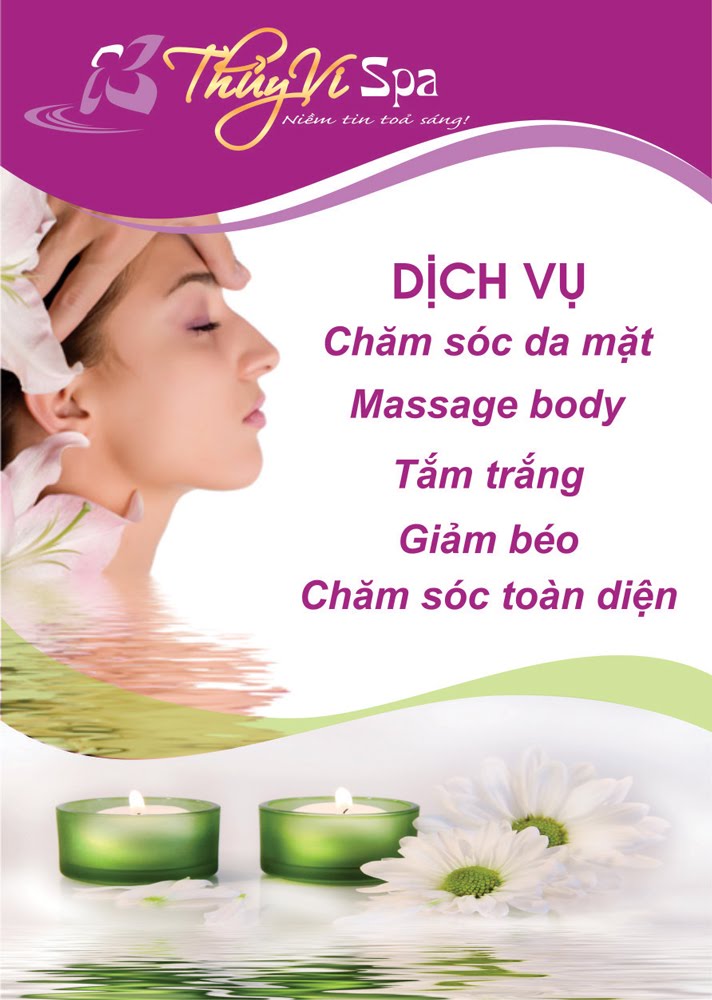 Thủy Vi Spa
Niềm tin toả sáng!
DỊCH VỤ
Chăm sóc da mặt
Massage body
Tắm trắng
Giảm béo
Chăm sóc toàn diện